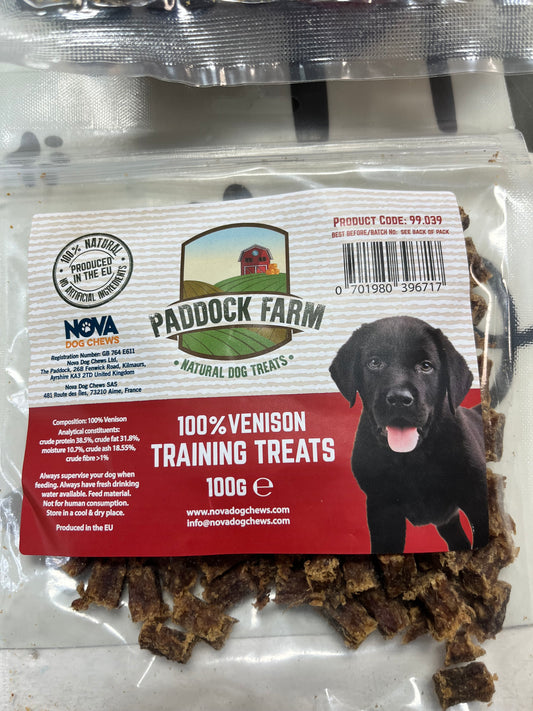 100% NATURAL
PRODUCED
IN THE EU
NO ARTIFICIAL INGREDIENTS
NOVA
DOG CHEWS
Registration Number: GB 764 E611
Nova Dog Chews Ltd.
The Paddock, 26B Fenwick Road, Kilmaurs,
Ayrshire KA3 2TD United Kingdom
Nova Dog Chews SAS
481 Route des Îles, 73210 Aime, France
PADDOCK FARM
• NATURAL DOG TREATS •
PRODUCT CODE: 99.039
BEST BEFORE/BATCH NO: SEE BACK OF PACK
0 701980 396717
Composition: 100% Venison
Analytical constituents:
crude protein 38.5%, crude fat 31.8%,
moisture 10.7%, crude ash 18.55%,
crude fibre >1%
Always supervise your dog when
feeding. Always have fresh drinking
water available. Feed material.
Not for human consumption.
Store in a cool & dry place.
Produced in the EU
100% VENISON
TRAINING TREATS
100G ℮
www.novadogchews.com
info@novadogchews.com